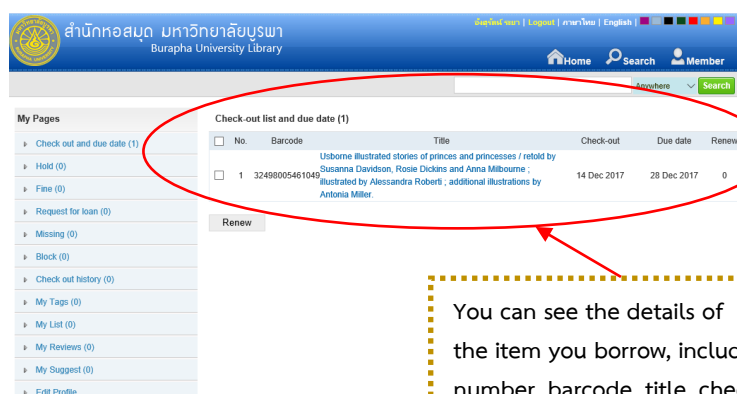 สำนักหอสมุด มหาวิทยาลัยบูรพา
Burapha University Library
| Logout | ภาษาไทย | English |
Home Search Member
Anywhere Search
My Pages
Check out and due date (1)
Hold (0)
Fine (0)
Request for loan (0)
Missing (0)
Block (0)
Check out history (0)
My Tags (0)
My List (0)
My Reviews (0)
My Suggest (0)
Edit Profile
Check-out list and due date (1)
No. Barcode Title Check-out Due date Renew
1 32498005461049 Usborne illustrated stories of princes and princesses / retold by
Susanna Davidson, Rosie Dickins and Anna Milbourne ;
illustrated by Alessandra Roberti ; additional illustrations by
Antonia Miller.
14 Dec 2017 28 Dec 2017 0
Renew
You can see the details of
the item you borrow, includ
number, barcode, title, che